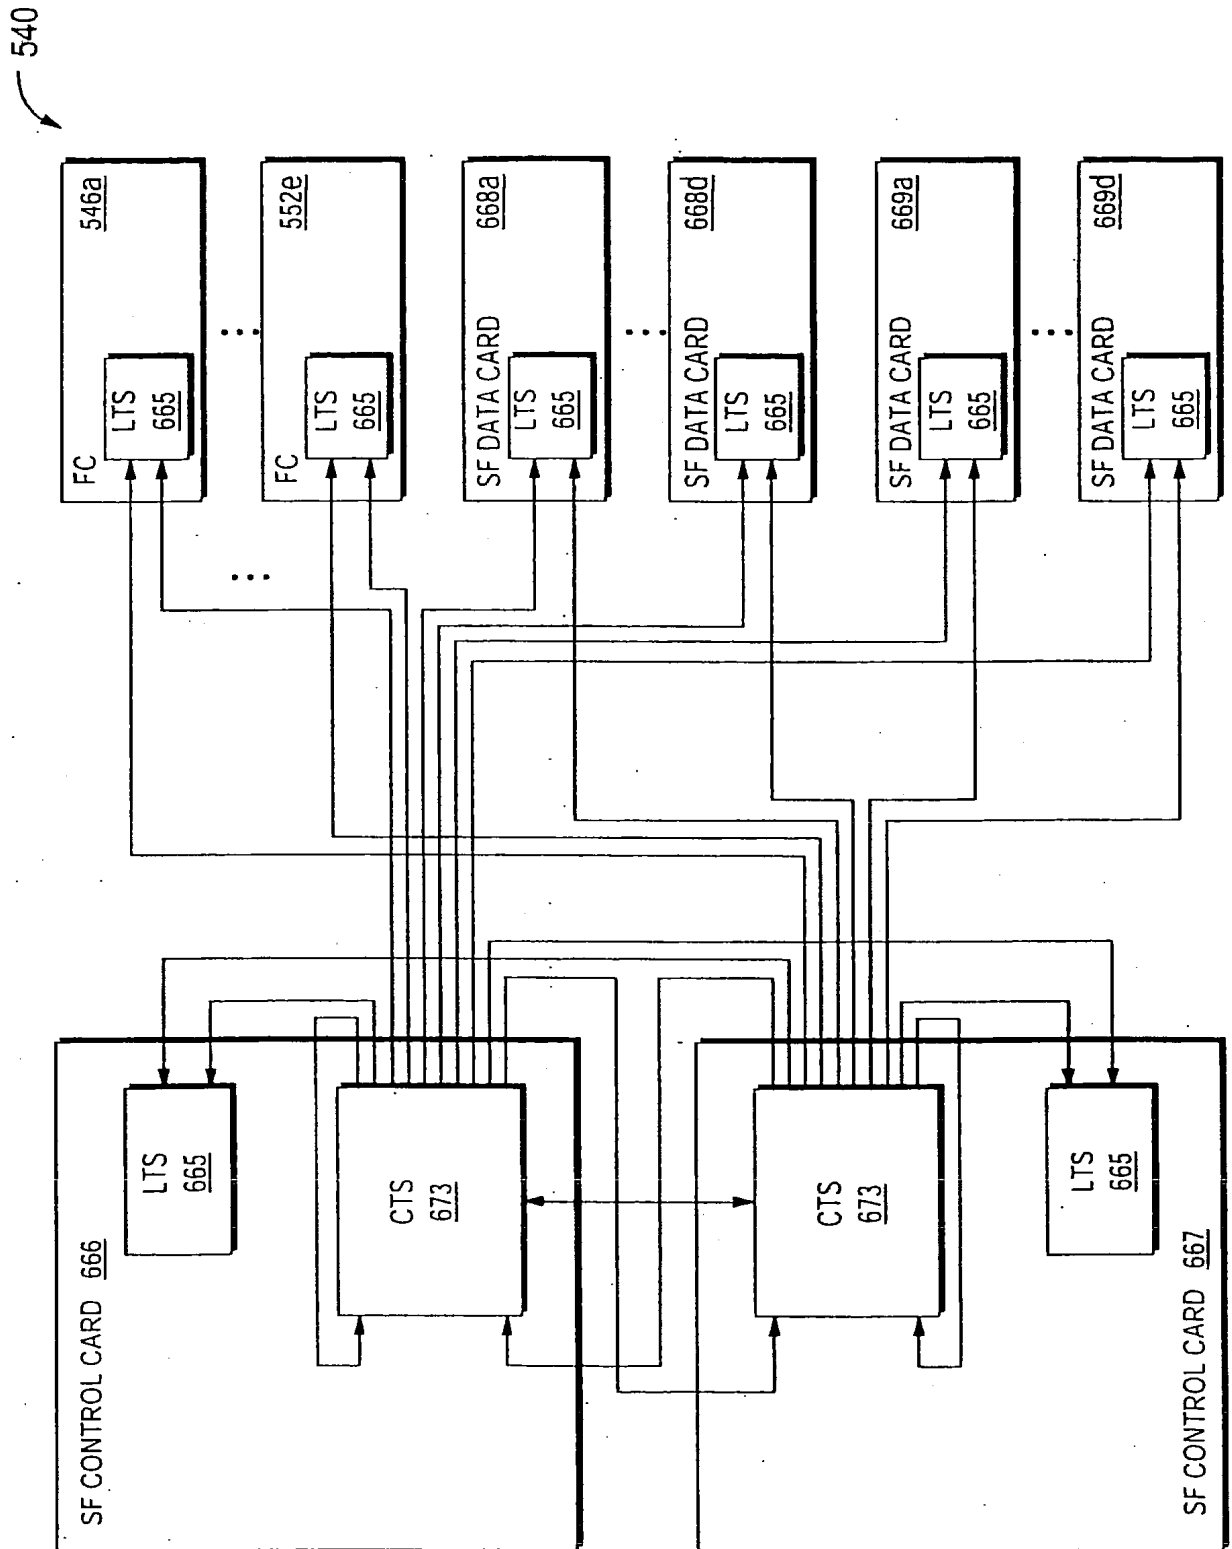 540
546a
FC
LTS
665
552e
FC
LTS
665
668a
SF DATA CARD
LTS
665
668d
SF DATA CARD
LTS
665
669a
SF DATA CARD
LTS
665
669d
SF DATA CARD
LTS
665
SF CONTROL CARD 666
LTS
665
CTS
673
CTS
673
LTS
665
SF CONTROL CARD 667